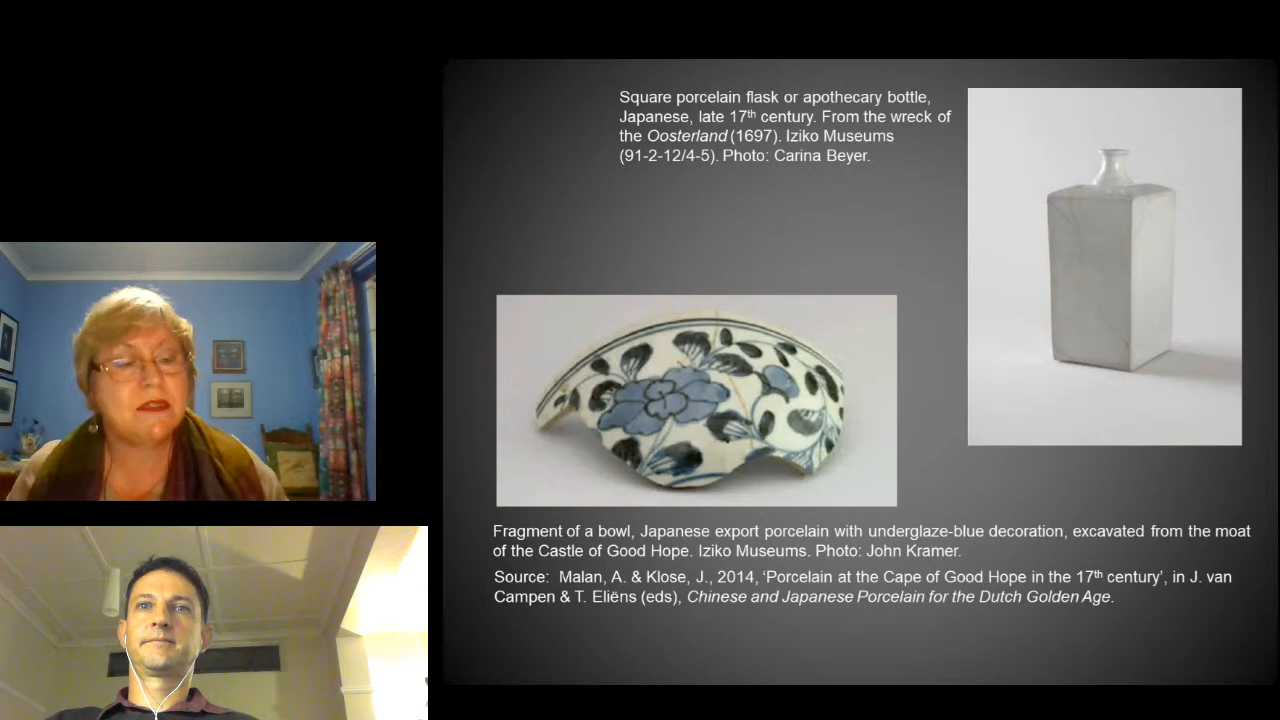 Square porcelain flask or apothecary bottle,
Japanese, late 17th century. From the wreck of
the Oosterland (1697). Iziko Museums
(91-2-12/4-5). Photo: Carina Beyer.
Fragment of a bowl, Japanese export porcelain with underglaze-blue decoration, excavated from the moat
of the Castle of Good Hope. Iziko Museums. Photo: John Kramer.
Source: Malan, A. & Klose, J., 2014, ‘Porcelain at the Cape of Good Hope in the 17th century’, in J. van
Campen & T. Eliëns (eds), Chinese and Japanese Porcelain for the Dutch Golden Age.